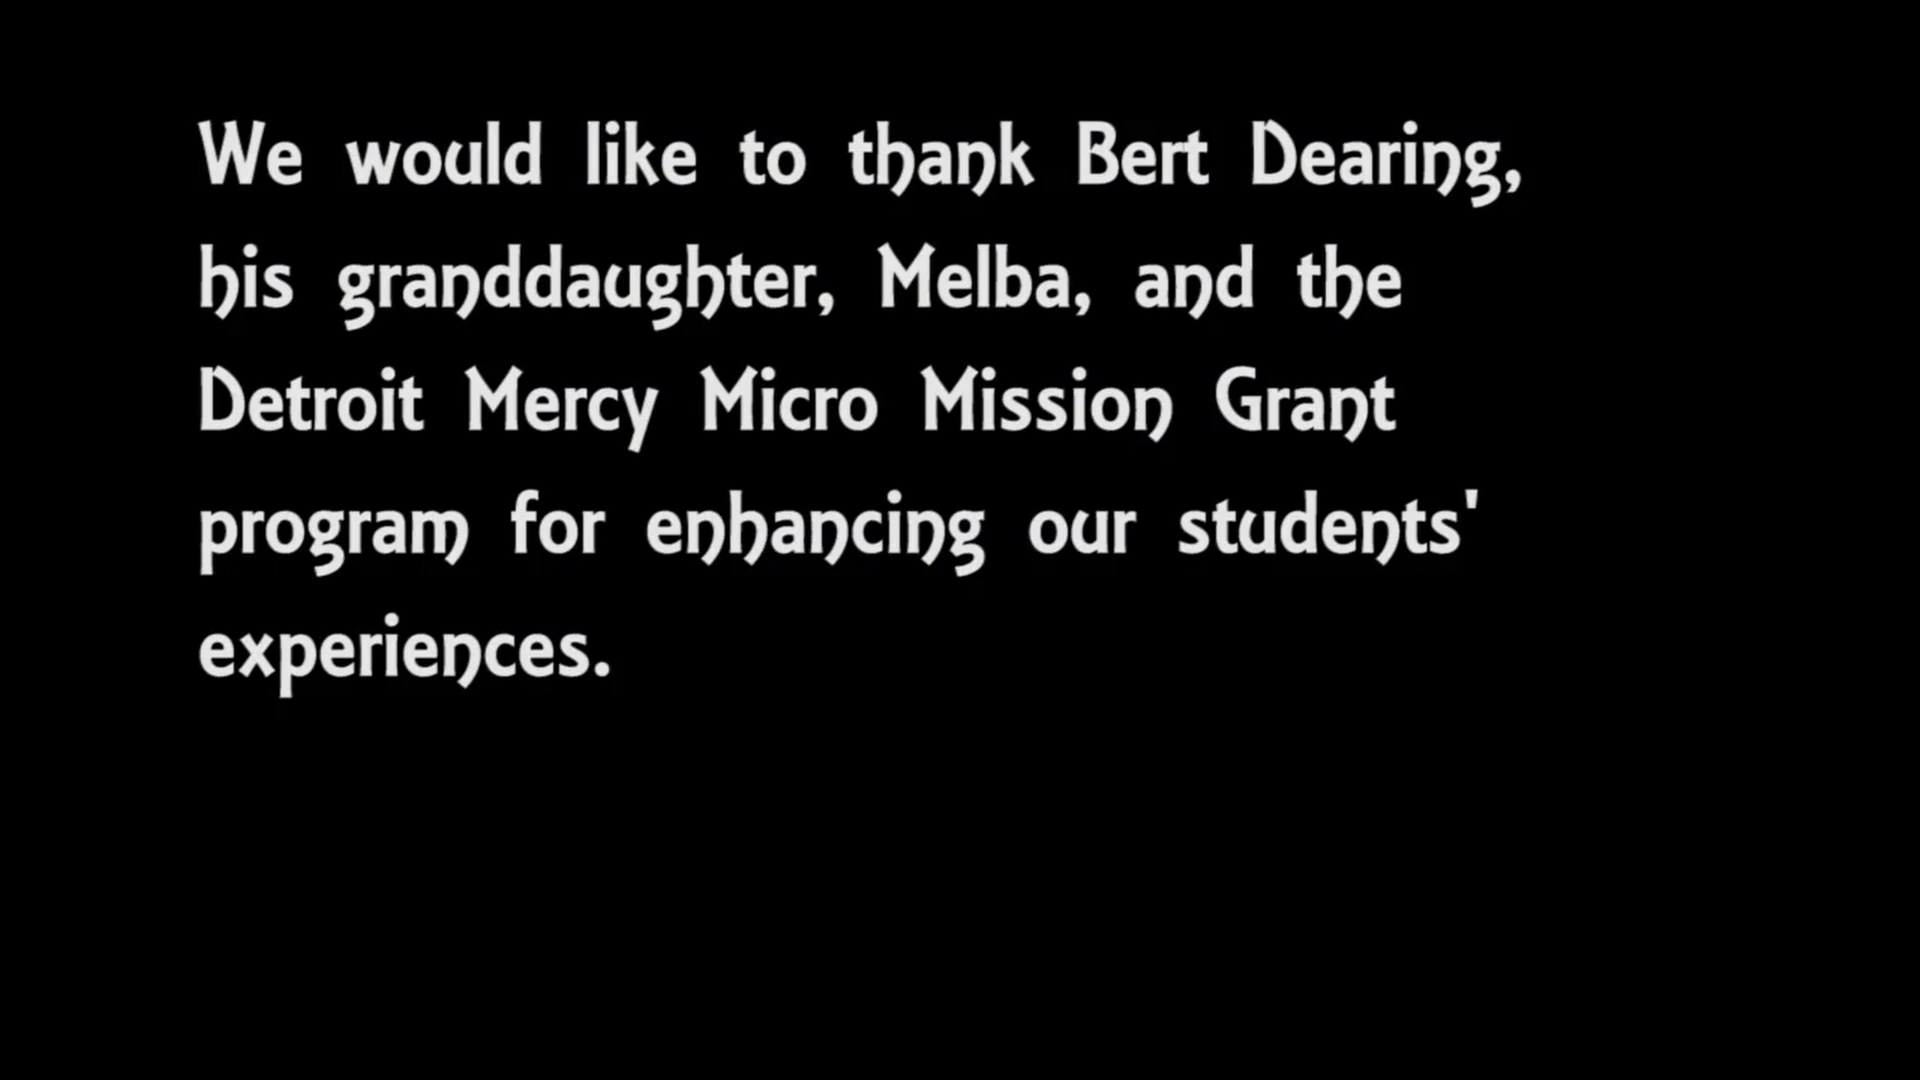 We would like to thank Bert Dearing,
his granddaughter, Melba, and the
Detroit Mercy Micro Mission Grant
program for enhancing our students'
experiences.